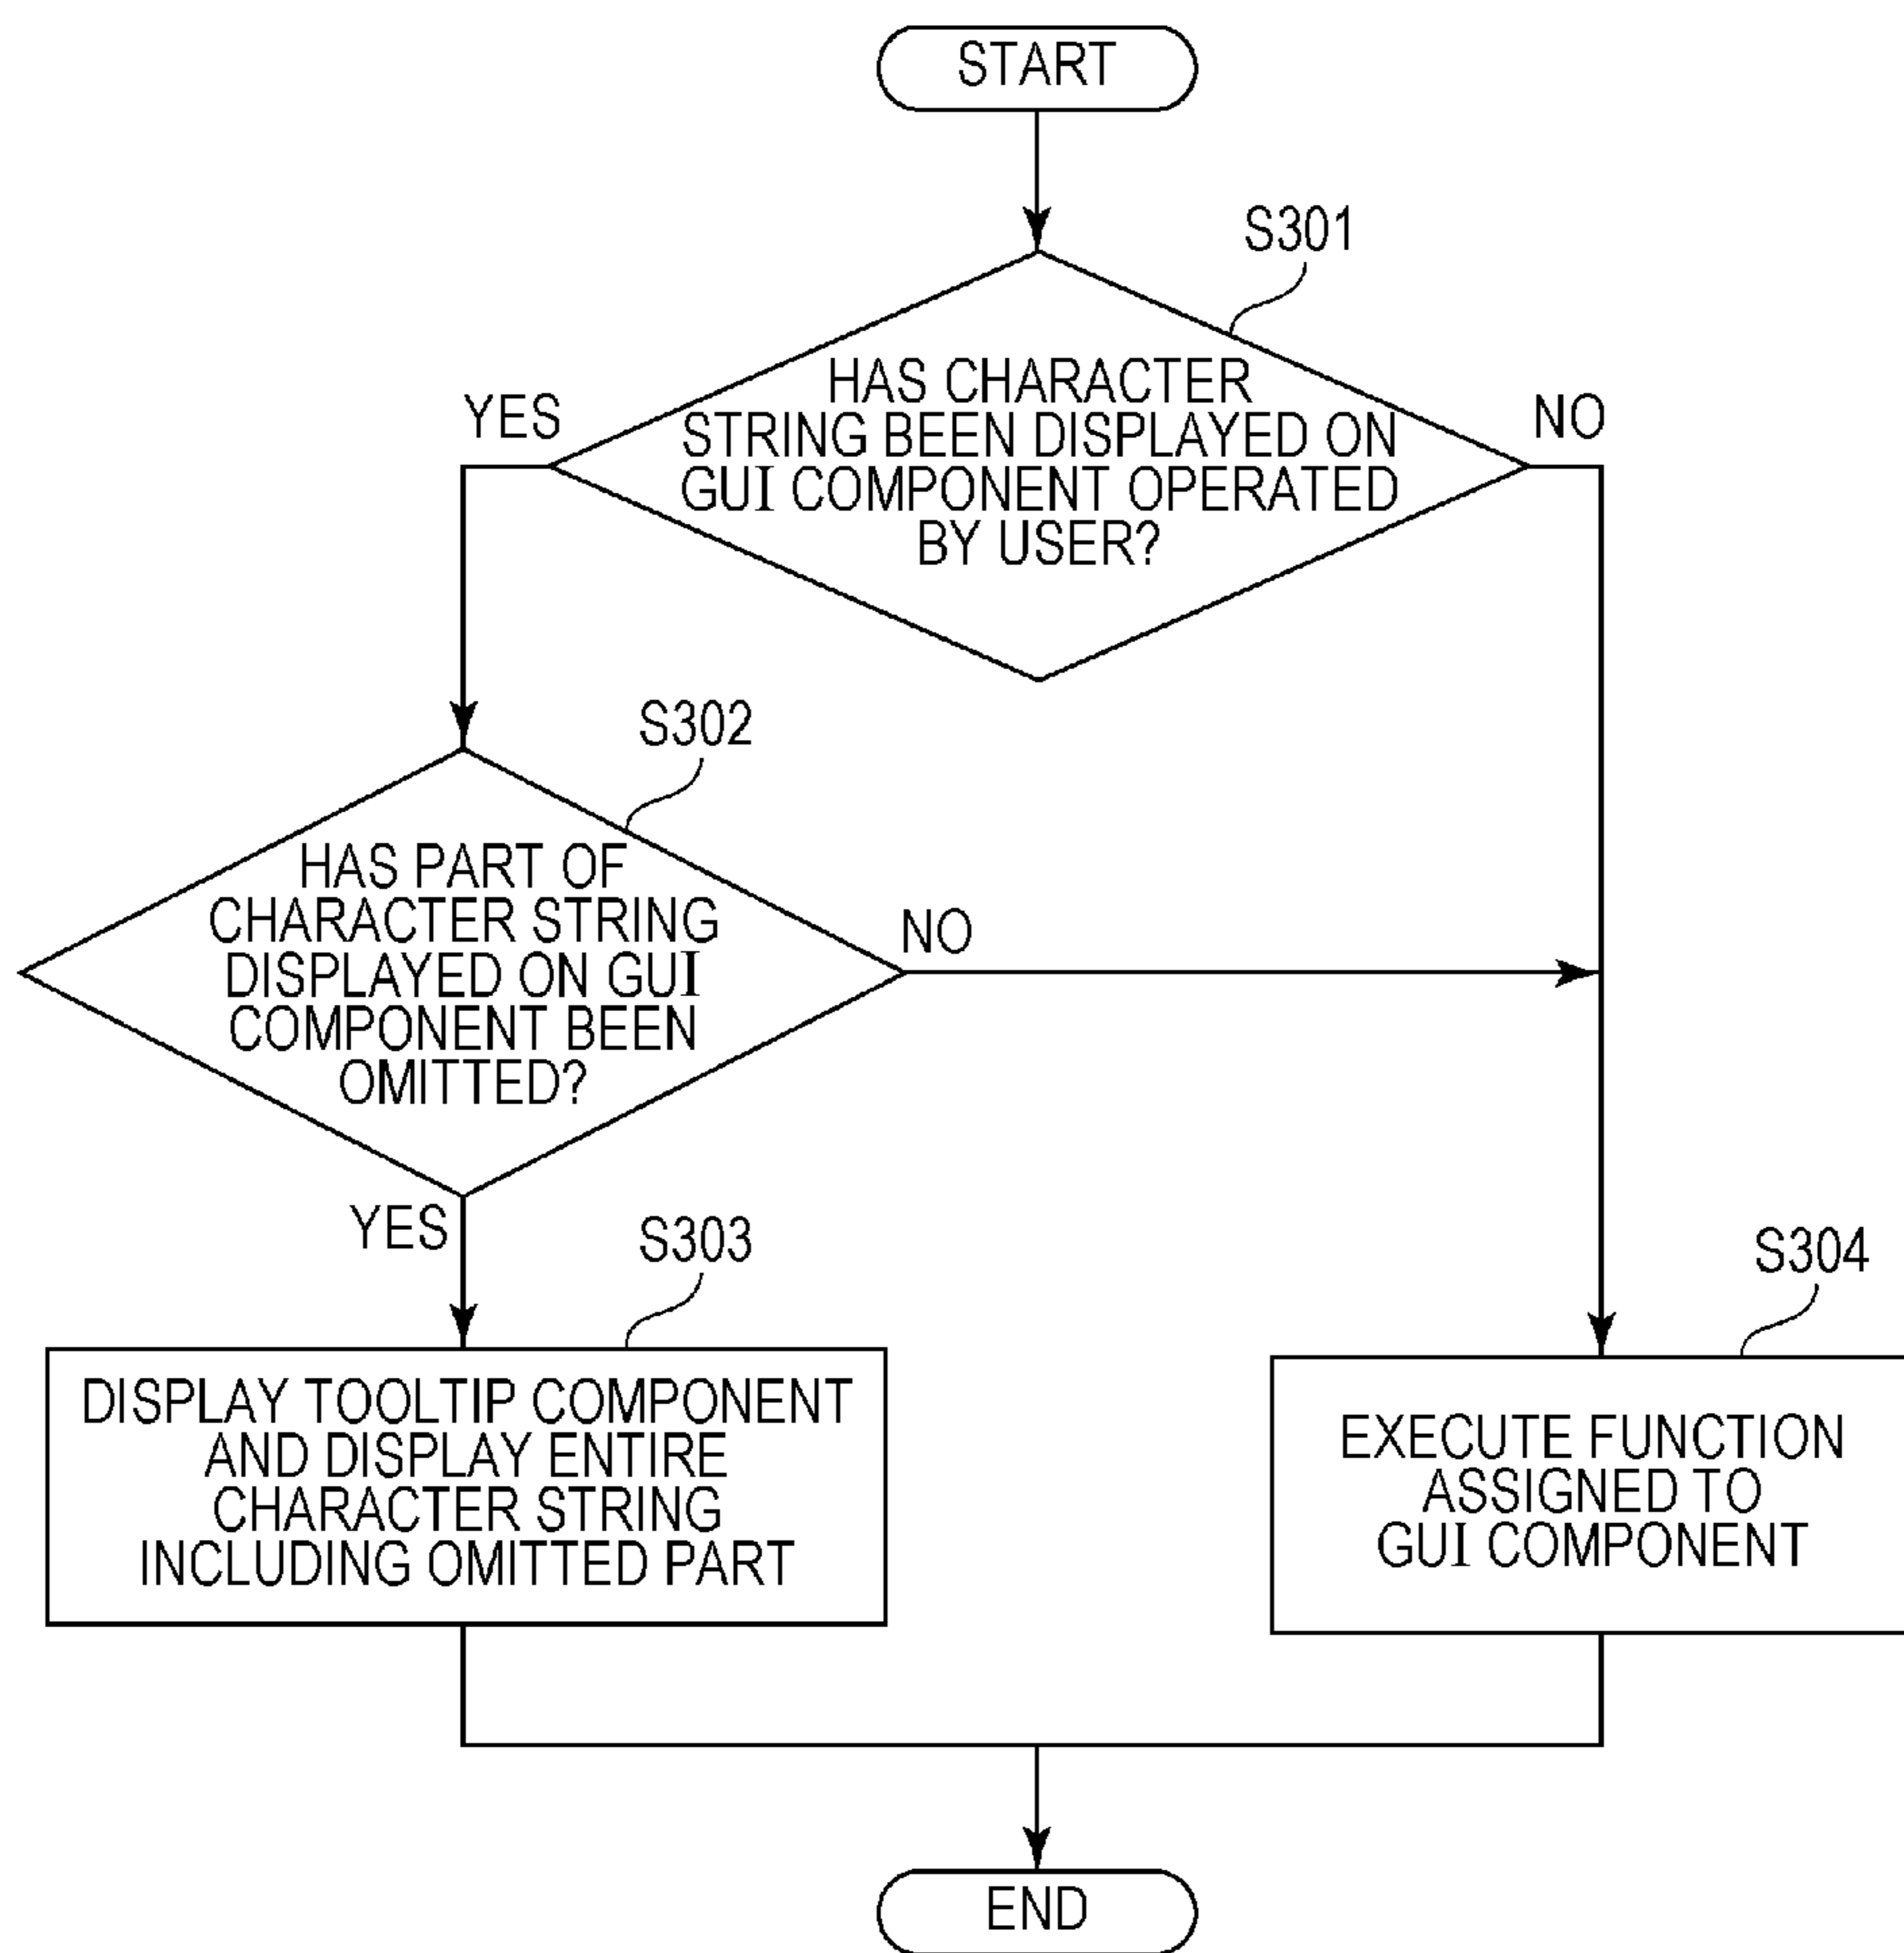 START
S301
HAS CHARACTER
STRING BEEN DISPLAYED ON
GUI COMPONENT OPERATED
BY USER?
YES
NO
S302
HAS PART OF
CHARACTER STRING
DISPLAYED ON GUI
COMPONENT BEEN
OMITTED?
NO
YES
S303
DISPLAY TOOLTIP COMPONENT
AND DISPLAY ENTIRE
CHARACTER STRING
INCLUDING OMITTED PART
S304
EXECUTE FUNCTION
ASSIGNED TO
GUI COMPONENT
END